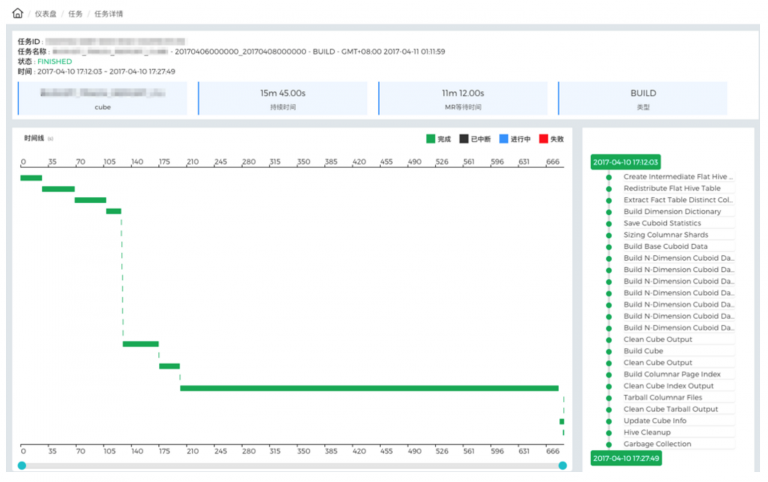 仪表盘 / 任务 / 任务详情
任务ID :
任务名称 : - 20170406000000_20170408000000 - BUILD - GMT+08:00 2017-04-11 01:11:59
状态 : FINISHED
时间 : 2017-04-10 17:12:03 ~ 2017-04-10 17:27:49
cube
15m 45.00s
持续时间
11m 12.00s
MR等待时间
BUILD
类型
时间线
完成 已中断 进行中 失败
0 35 70 105 140 175 210 245 280 315 350 385 420 455 490 526 561 596 631 666
0 35 70 105 140 175 210 245 280 315 350 385 420 455 490 526 561 596 631 666
2017-04-10 17:12:03
Create Intermediate Flat Hive ...
Redistribute Flat Hive Table
Extract Fact Table Distinct Col...
Build Dimension Dictionary
Save Cuboid Statistics
Sizing Columnar Shards
Build Base Cuboid Data
Build N-Dimension Cuboid Da...
Build N-Dimension Cuboid Da...
Build N-Dimension Cuboid Da...
Build N-Dimension Cuboid Da...
Build N-Dimension Cuboid Da...
Build N-Dimension Cuboid Da...
Build N-Dimension Cuboid Da...
Clean Cube Output
Build Cube
Clean Cube Output
Build Columnar Page Index
Clean Cube Index Output
Tarball Columnar Files
Clean Cube Tarball Output
Update Cube Info
Hive Cleanup
Garbage Collection
2017-04-10 17:27:49